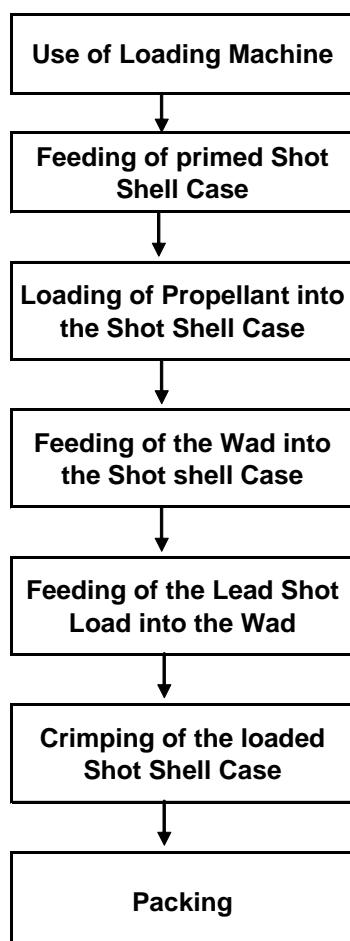 Use of Loading Machine
Feeding of primed Shot
Shell Case
Loading of Propellant into
the Shot Shell Case
Feeding of the Wad into
the Shot shell Case
Feeding of the Lead Shot
Load into the Wad
Crimping of the loaded
Shot Shell Case
Packing